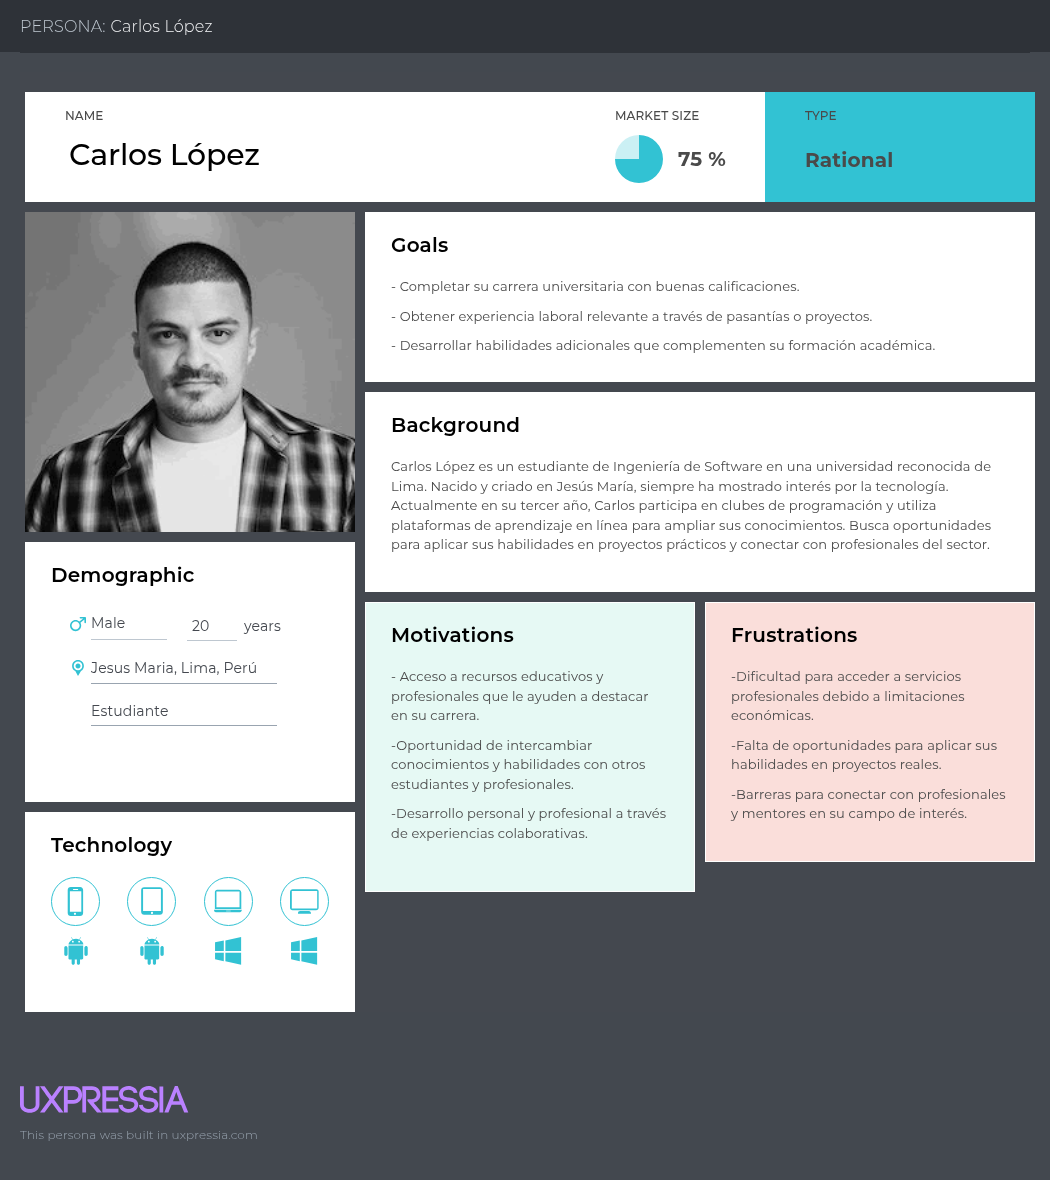 PERSONA: Carlos López
NAME
Carlos López
MARKET SIZE
75 %
TYPE
Rational
Goals
- Completar su carrera universitaria con buenas calificaciones.
- Obtener experiencia laboral relevante a través de pasantías o proyectos.
- Desarrollar habilidades adicionales que complementen su formación académica.
Background
Carlos López es un estudiante de Ingeniería de Software en una universidad reconocida de
Lima. Nacido y criado en Jesús María, siempre ha mostrado interés por la tecnología.
Actualmente en su tercer año, Carlos participa en clubes de programación y utiliza
plataformas de aprendizaje en línea para ampliar sus conocimientos. Busca oportunidades
para aplicar sus habilidades en proyectos prácticos y conectar con profesionales del sector.
Demographic
Male
20 years
Jesus Maria, Lima, Perú
Estudiante
Motivations
- Acceso a recursos educativos y
profesionales que le ayuden a destacar
en su carrera.
-Oportunidad de intercambiar
conocimientos y habilidades con otros
estudiantes y profesionales.
-Desarrollo personal y profesional a través
de experiencias colaborativas.
Frustrations
-Dificultad para acceder a servicios
profesionales debido a limitaciones
económicas.
-Falta de oportunidades para aplicar sus
habilidades en proyectos reales.
-Barreras para conectar con profesionales
y mentores en su campo de interés.
Technology
UXPRESSIA
This persona was built in uxpressia.com